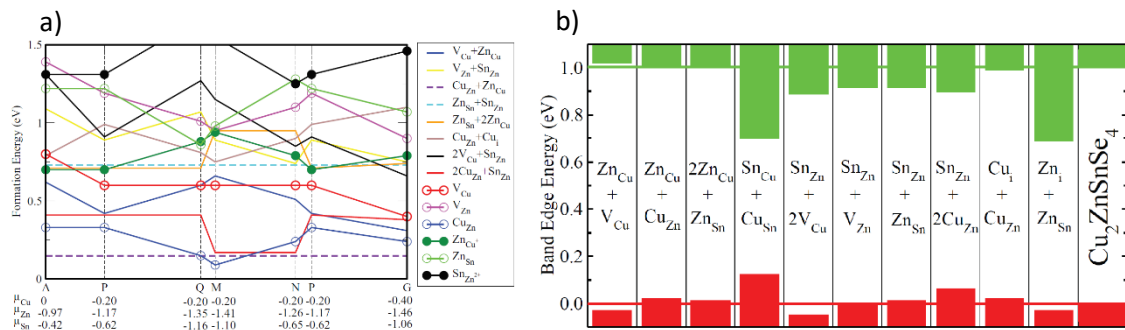 a)
Formation Energy (eV)
1.5
1
0.5
0
A P Q M N P G
μCu 0 -0.20 -0.20 -0.20 -0.20 -0.20 -0.40
μZn -0.97 -1.17 -1.35 -1.41 -1.26 -1.17 -1.46
μSn -0.42 -0.62 -1.16 -1.10 -0.65 -0.62 -1.06
VCu+ZnCu
VZn+SnZn
CuZn+ZnCu
ZnSn+SnZn
ZnSn+2ZnCu
CuZn+Cui
2VCu+SnZn
2CuZn+SnZn
VCu
VZn
CuZn
ZnCu+
ZnSn
SnZn2+
b)
Band Edge Energy (eV)
1.0
0.8
0.6
0.4
0.2
0.0
ZnCu + VCu
ZnCu + CuZn
2ZnCu + ZnSn
SnCu + CuSn
SnZn + 2VCu
SnZn + VZn
SnZn + ZnSn
SnZn + 2CuZn
Cui + CuZn
Zni + ZnSn
Cu2ZnSnSe4